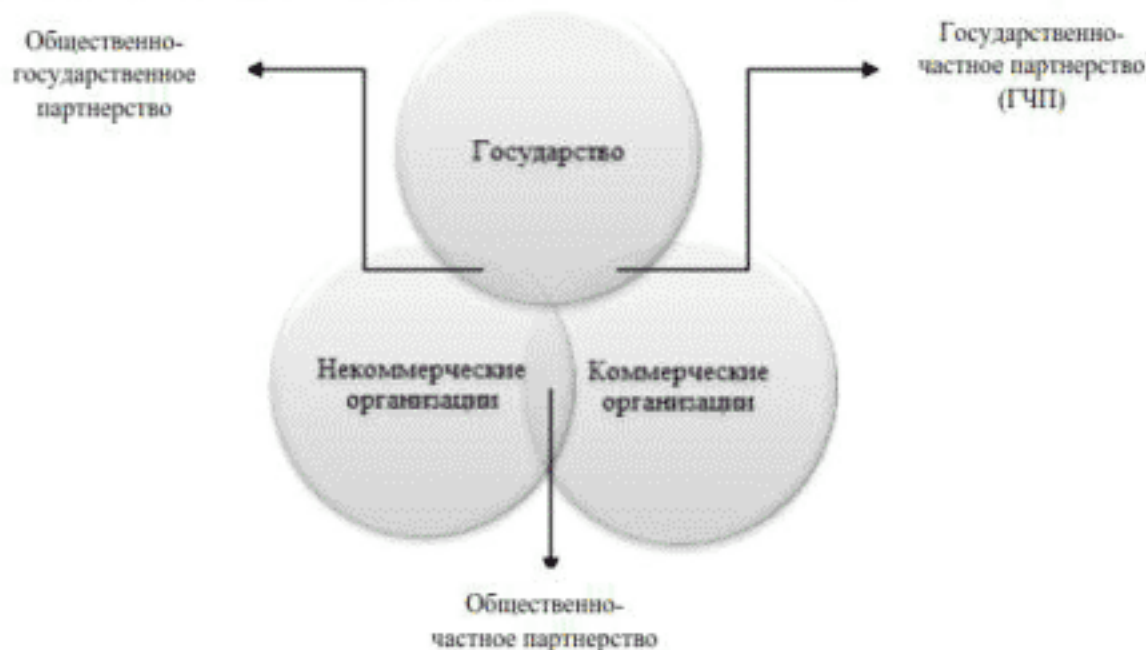 Общественно-
государственное
партнерство
Государственно-
частное партнерство
(ГЧП)
Государство
Некоммерческие
организации
Коммерческие
организации
Общественно-
частное партнерство